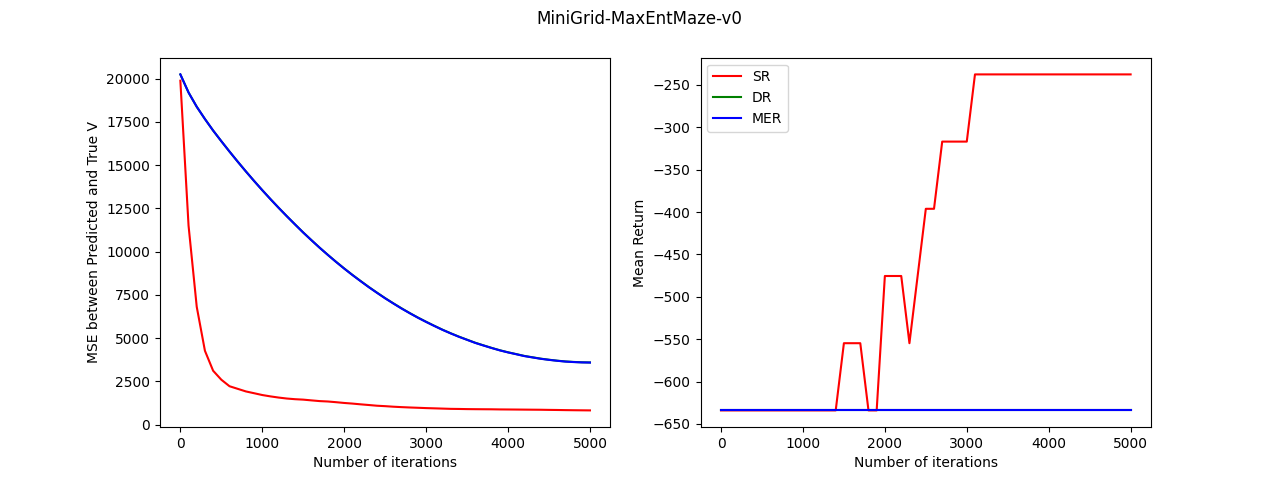 MiniGrid-MaxEntMaze-v0
MSE between Predicted and True V
20000
17500
15000
12500
10000
7500
5000
2500
0
0 1000 2000 3000 4000 5000
Number of iterations
Mean Return
SR
DR
MER
−250
−300
−350
−400
−450
−500
−550
−600
−650
0 1000 2000 3000 4000 5000
Number of iterations